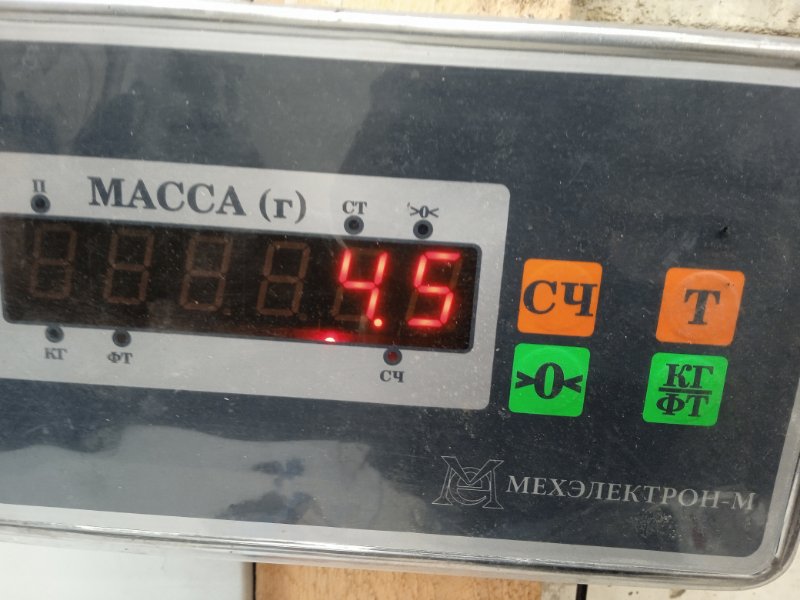 П МАССА (г) СТ >0<
4.5
КГ ФТ СЧ
СЧ Т
>0< КГ/ФТ
МЕХЭЛЕКТРОН-М